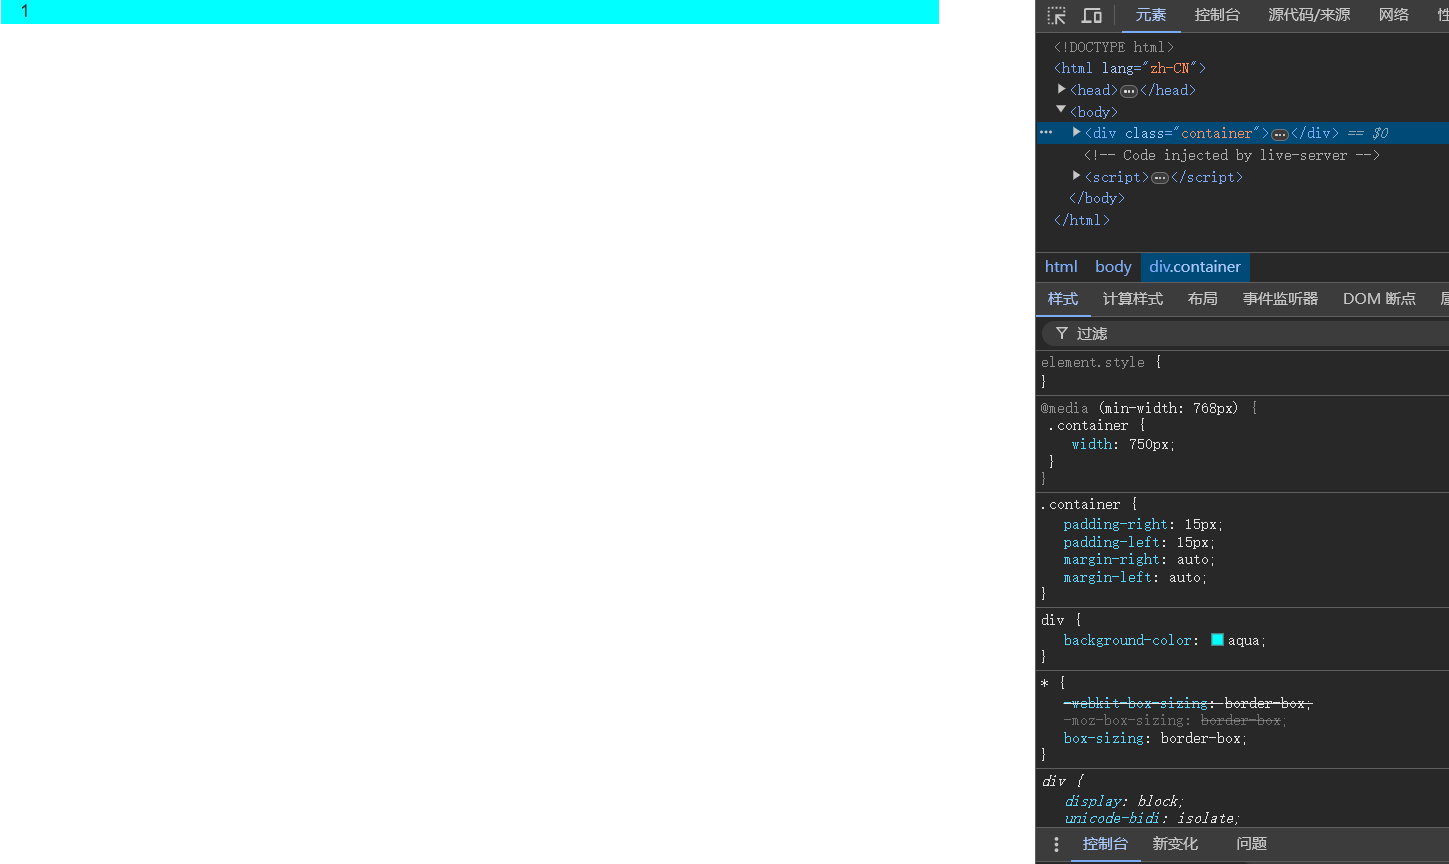 1
元素 控制台 源代码/来源 网络
<!DOCTYPE html>
<html lang="zh-CN">
<head>…</head>
<body>
<div class="container">…</div> == $0
<!-- Code injected by live-server -->
<script>…</script>
</body>
</html>
html body div.container
样式 计算样式 布局 事件监听器 DOM 断点
过滤
element.style {
}
@media (min-width: 768px) {
.container {
width: 750px;
}
}
.container {
padding-right: 15px;
padding-left: 15px;
margin-right: auto;
margin-left: auto;
}
div {
background-color: aqua;
}
* {
-webkit-box-sizing: border-box;
-moz-box-sizing: border-box;
box-sizing: border-box;
}
div {
display: block;
unicode-bidi: isolate;
控制台 新变化 问题